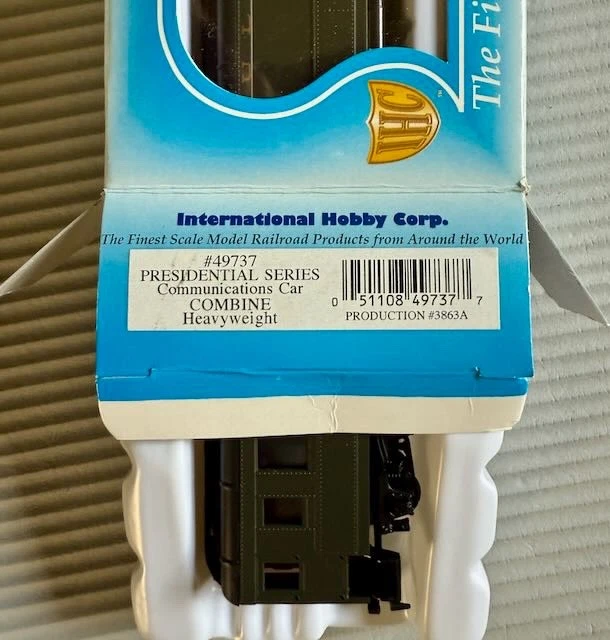 The Fi
IHC
TM
International Hobby Corp.
The Finest Scale Model Railroad Products from Around the World
#49737
PRESIDENTIAL SERIES
Communications Car
COMBINE
Heavyweight
0 51108 49737 7
PRODUCTION #3863A